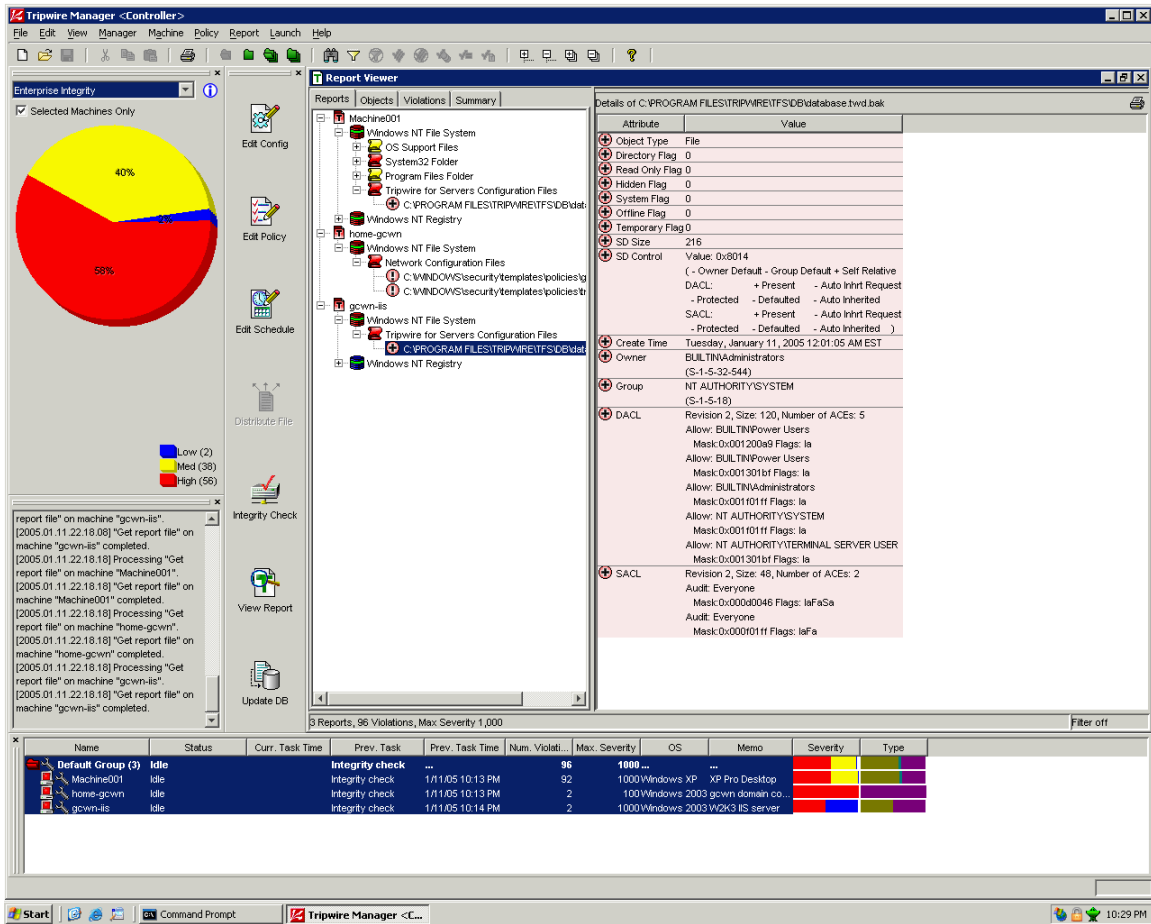 Tripwire Manager <Controller>
File Edit View Manager Machine Policy Report Launch Help
Enterprise Integrity
Selected Machines Only
40%
2%
58%
Low (2)
Med (38)
High (56)
report file" on machine "gcwn-iis".
[2005.01.11.22.18.08] "Get report file" on
machine "gcwn-iis" completed.
[2005.01.11.22.18.18] Processing "Get
report file" on machine "Machine001".
[2005.01.11.22.18.18] "Get report file" on
machine "Machine001" completed.
[2005.01.11.22.18.18] Processing "Get
report file" on machine "home-gcwn".
[2005.01.11.22.18.18] "Get report file" on
machine "home-gcwn" completed.
[2005.01.11.22.18.18] Processing "Get
report file" on machine "gcwn-iis".
[2005.01.11.22.18.18] "Get report file" on
machine "gcwn-iis" completed.
Edit Config
Edit Policy
Edit Schedule
Distribute File
Integrity Check
View Report
Update DB
Report Viewer
Reports Objects Violations Summary
Machine001
Windows NT File System
OS Support Files
System32 Folder
Program Files Folder
Tripwire for Servers Configuration Files
C:\PROGRAM FILES\TRIPWIRE\TFS\DB\dat
Windows NT Registry
home-gcwn
Windows NT File System
Network Configuration Files
C:\WINDOWS\security\templates\policies\g
C:\WINDOWS\security\templates\policies\tr
gcwn-iis
Windows NT File System
Tripwire for Servers Configuration Files
C:\PROGRAM FILES\TRIPWIRE\TFS\DB\dat
Windows NT Registry
Details of C:\PROGRAM FILES\TRIPWIRE\TFS\DB\database.twd.bak
Attribute Value
Object Type File
Directory Flag 0
Read Only Flag 0
Hidden Flag 0
System Flag 0
Offline Flag 0
Temporary Flag 0
SD Size 216
SD Control Value: 0x8014
( - Owner Default - Group Default + Self Relative
DACL: + Present - Auto Inhrt Request
- Protected - Defaulted - Auto Inherited
SACL: + Present - Auto Inhrt Request
- Protected - Defaulted - Auto Inherited )
Create Time Tuesday, January 11, 2005 12:01:05 AM EST
Owner BUILTIN\Administrators
(S-1-5-32-544)
Group NT AUTHORITY\SYSTEM
(S-1-5-18)
DACL Revision 2, Size: 120, Number of ACEs: 5
Allow: BUILTIN\Power Users
Mask:0x001200a9 Flags: Ia
Allow: BUILTIN\Power Users
Mask:0x001301bf Flags: Ia
Allow: BUILTIN\Administrators
Mask:0x001f01ff Flags: Ia
Allow: NT AUTHORITY\SYSTEM
Mask:0x001f01ff Flags: Ia
Allow: NT AUTHORITY\TERMINAL SERVER USER
Mask:0x001301bf Flags: Ia
SACL Revision 2, Size: 48, Number of ACEs: 2
Audit: Everyone
Mask:0x000d0046 Flags: IaFaSa
Audit: Everyone
Mask:0x000f01ff Flags: IaFa
3 Reports, 96 Violations, Max Severity 1,000
Filter off
Name Status Curr. Task Time Prev. Task Prev. Task Time Num. Violati... Max. Severity OS Memo Severity Type
Default Group (3) Idle Integrity check ... 96 1000 ... ...
Machine001 Idle Integrity check 1/11/05 10:13 PM 92 1000 Windows XP XP Pro Desktop
home-gcwn Idle Integrity check 1/11/05 10:13 PM 2 100 Windows 2003 gcwn domain co...
gcwn-iis Idle Integrity check 1/11/05 10:14 PM 2 1000 Windows 2003 W2K3 IIS server
Start Command Prompt Tripwire Manager <C... 10:29 PM